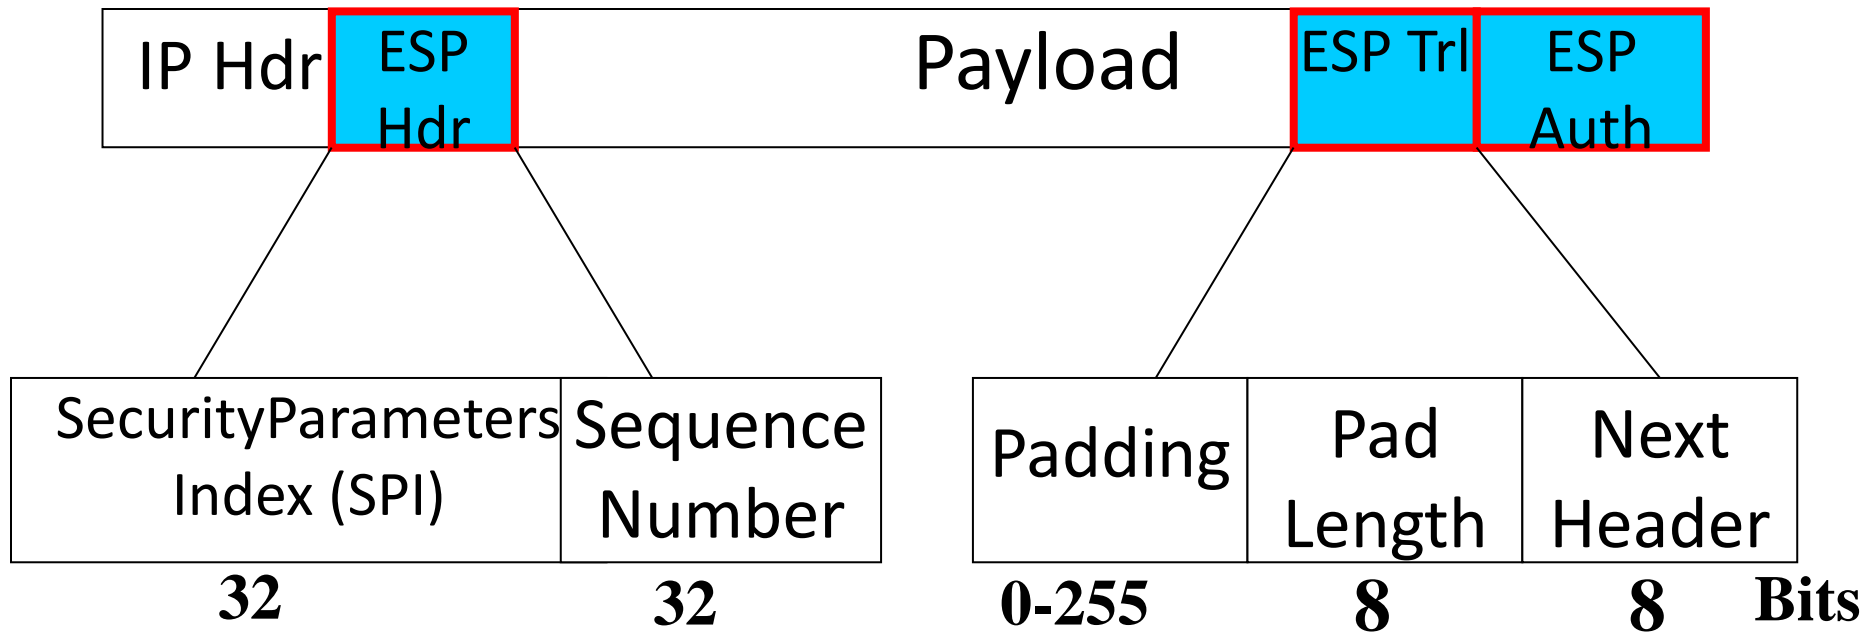 IP Hdr
ESP
Hdr
Payload
ESP Trl
ESP
Auth
SecurityParameters
Index (SPI)
Sequence
Number
Padding
Pad
Length
Next
Header
32
32
0-255
8
8
Bits